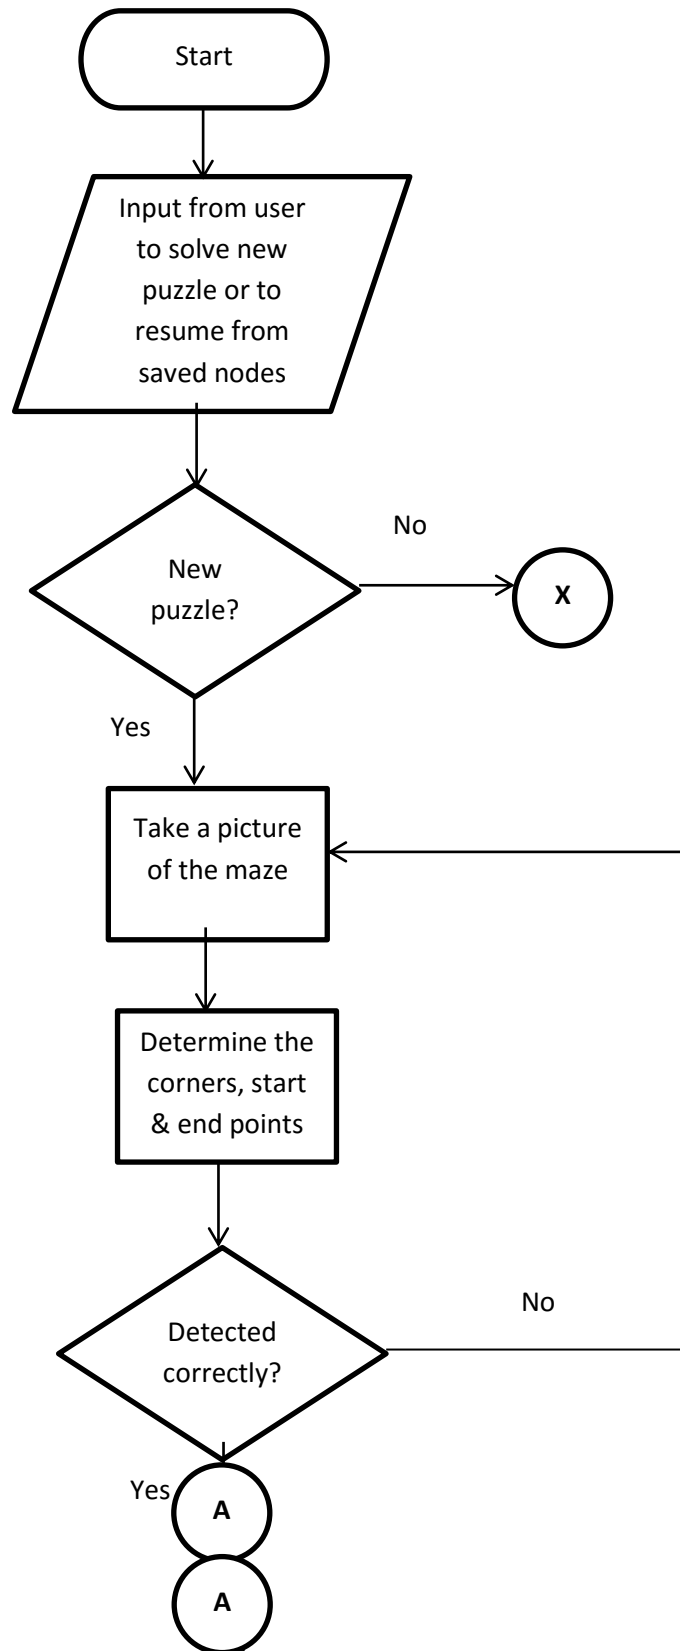 Start
Input from user
to solve new
puzzle or to
resume from
saved nodes
No
New
puzzle?
X
Yes
Take a picture
of the maze
Determine the
corners, start
& end points
No
Detected
correctly?
Yes
A
A